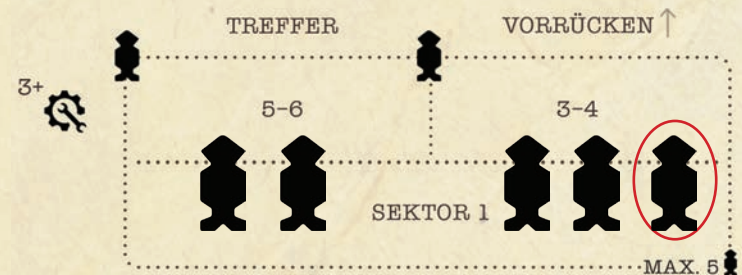 TREFFER
VORRÜCKEN ↑
3+
5-6
3-4
SEKTOR 1
MAX. 5